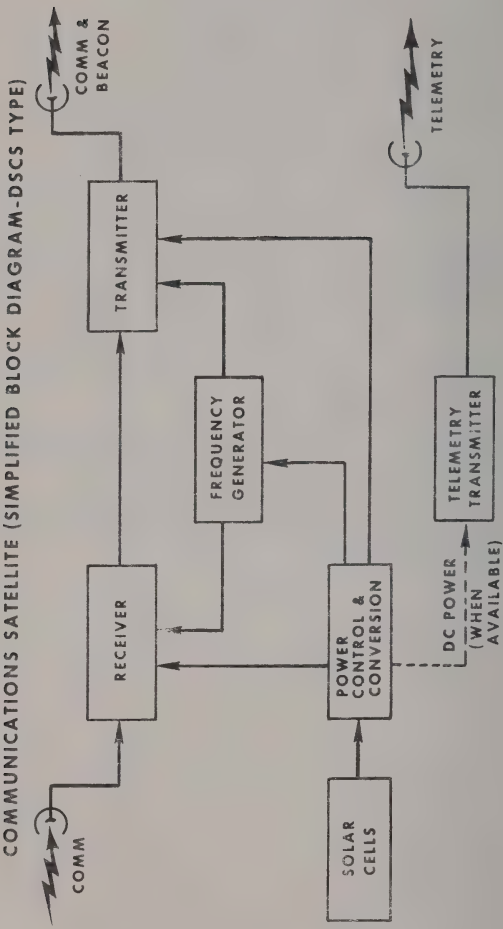 COMMUNICATIONS SATELLITE (SIMPLIFIED BLOCK DIAGRAM-DSCS TYPE)
COMM
RECEIVER
TRANSMITTER
COMM &
BEACON
FREQUENCY
GENERATOR
SOLAR
CELLS
POWER
CONTROL &
CONVERSION
DC POWER
(WHEN
AVAILABLE)
TELEMETRY
TRANSMITTER
TELEMETRY